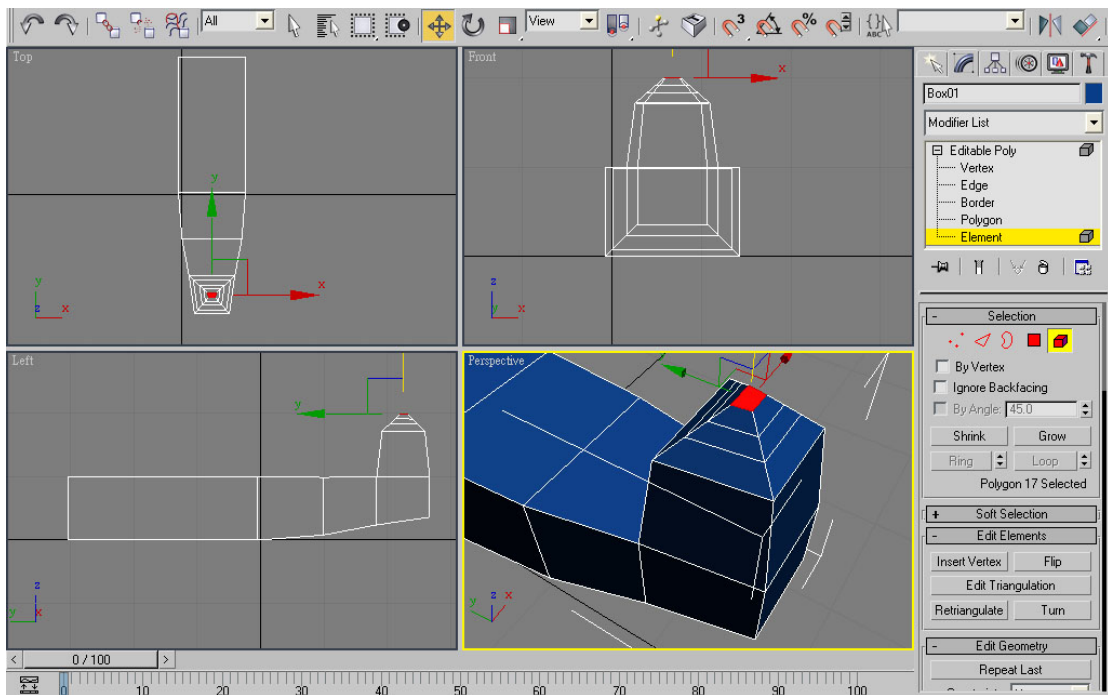 All
View
3
%
{}
ABC
Top
y
x
y
z
x
Front
x
z
y
x
Left
y
z
y
x
Perspective
z
y
x
Box01
Modifier List
Editable Poly
Vertex
Edge
Border
Polygon
Element
- Selection
By Vertex
Ignore Backfacing
By Angle: 45.0
Shrink Grow
Ring Loop
Polygon 17 Selected
+ Soft Selection
- Edit Elements
Insert Vertex Flip
Edit Triangulation
Retriangulate Turn
- Edit Geometry
Repeat Last
< 0 / 100 >
0 10 20 30 40 50 60 70 80 90 100